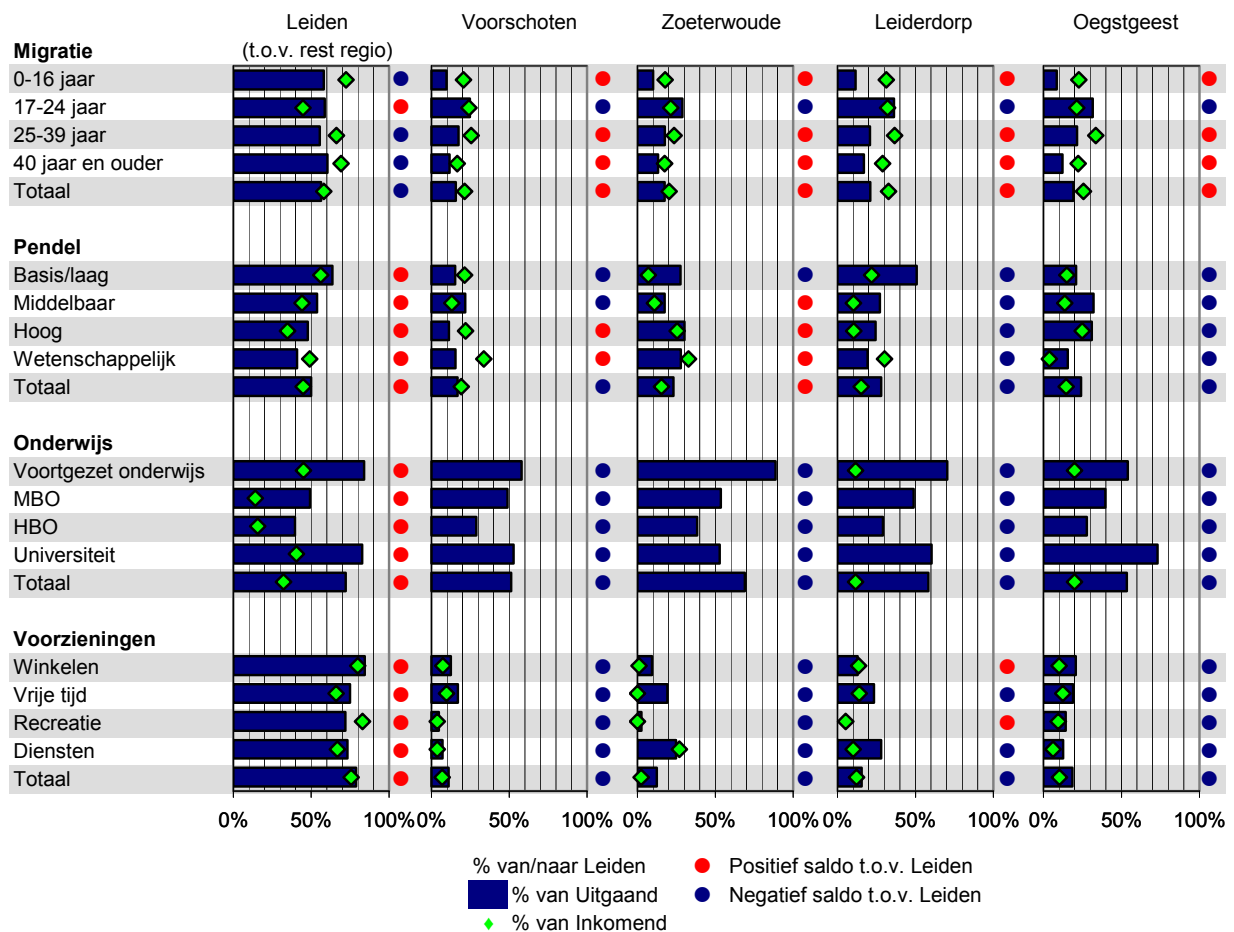 Leiden Voorschoten Zoeterwoude Leiderdorp Oegstgeest
Migratie (t.o.v. rest regio)
0-16 jaar
17-24 jaar
25-39 jaar
40 jaar en ouder
Totaal
Pendel
Basis/laag
Middelbaar
Hoog
Wetenschappelijk
Totaal
Onderwijs
Voortgezet onderwijs
MBO
HBO
Universiteit
Totaal
Voorzieningen
Winkelen
Vrije tijd
Recreatie
Diensten
Totaal
0% 50% 100% 0% 50% 100% 0% 50% 100% 0% 50% 100% 0% 50% 100%
% van/naar Leiden Positief saldo t.o.v. Leiden
% van Uitgaand Negatief saldo t.o.v. Leiden
% van Inkomend